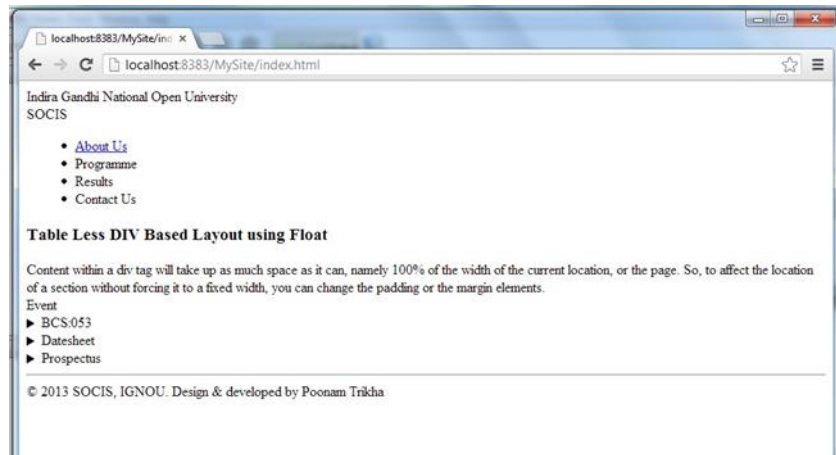 localhost:8383/MySite/ind
localhost:8383/MySite/index.html
Indira Gandhi National Open University
SOCIS
About Us
Programme
Results
Contact Us
Table Less DIV Based Layout using Float
Content within a div tag will take up as much space as it can, namely 100% of the width of the current location, or the page. So, to affect the location
of a section without forcing it to a fixed width, you can change the padding or the margin elements.
Event
BCS:053
Datesheet
Prospectus
© 2013 SOCIS, IGNOU. Design & developed by Poonam Trikha